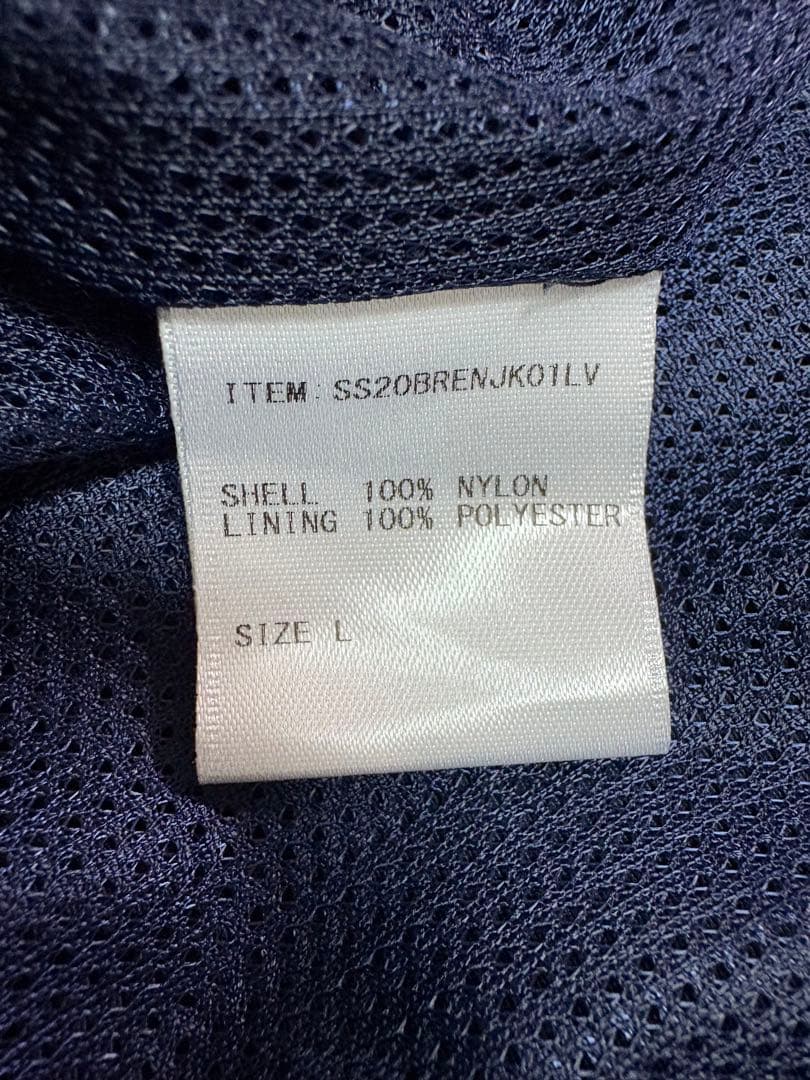 ITEM: SS20BRENJK01LV
SHELL 100% NYLON
LINING 100% POLYESTER
SIZE L